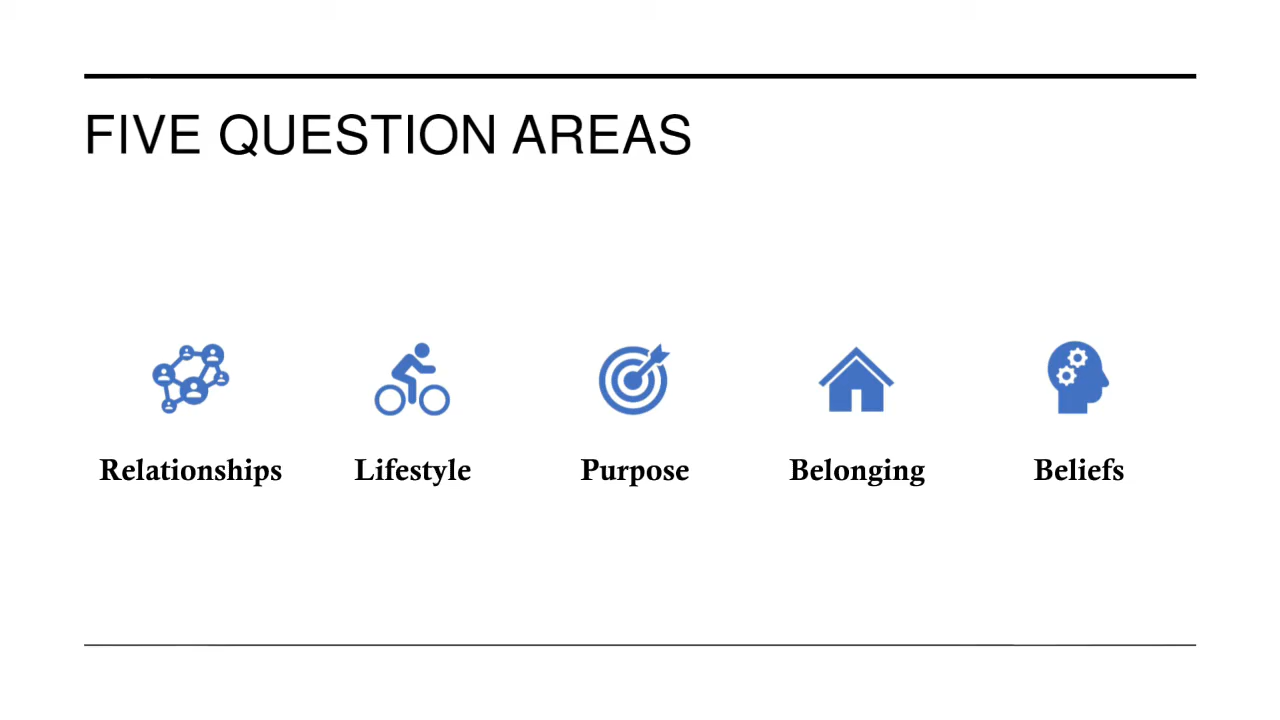 FIVE QUESTION AREAS
Relationships
Lifestyle
Purpose
Belonging
Beliefs